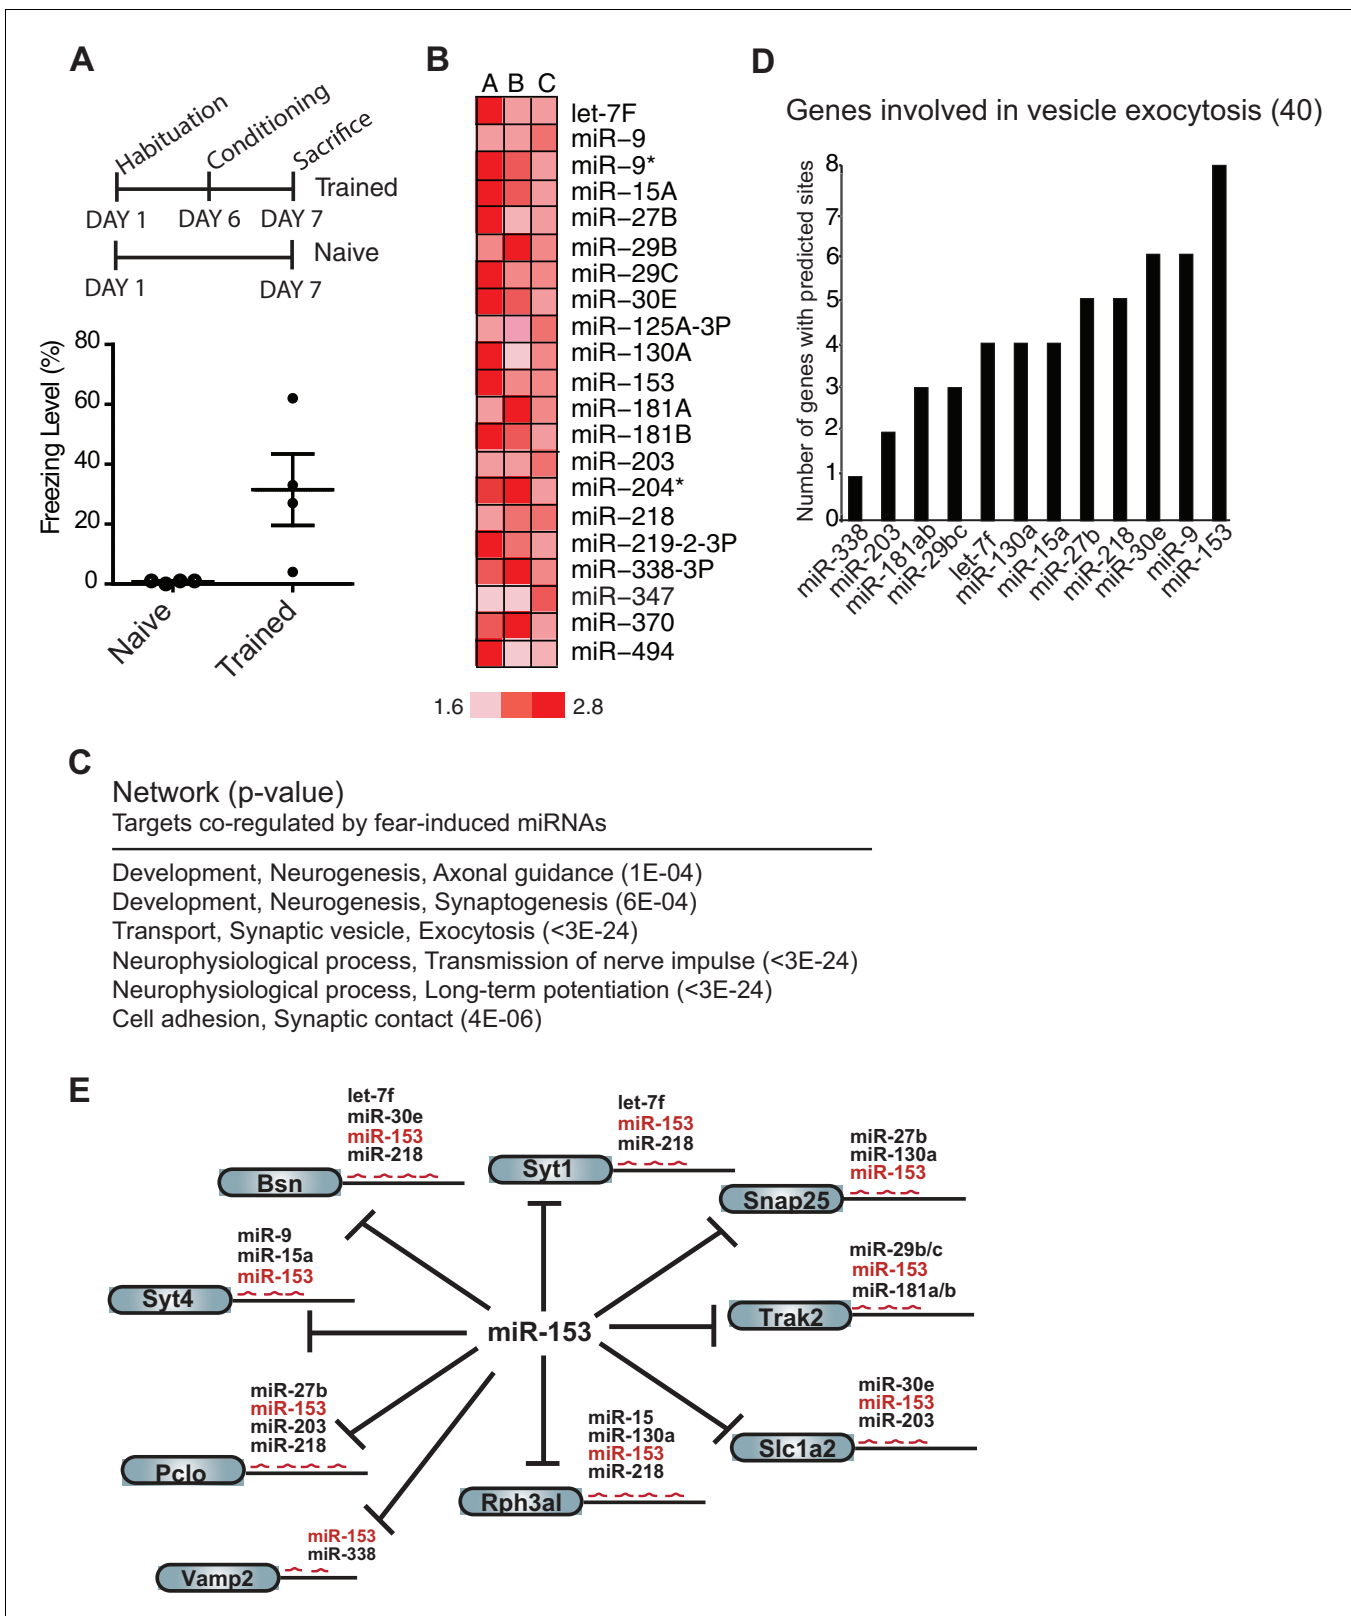 A
Habituation
Conditioning
Sacrifice
Trained
DAY 1
DAY 6
DAY 7
Naive
DAY 1
DAY 7
Freezing Level (%)
80
60
40
20
0
Naive
Trained
B
A B C
let-7F
miR–9
miR–9*
miR–15A
miR–27B
miR–29B
miR–29C
miR–30E
miR–125A-3P
miR–130A
miR–153
miR–181A
miR–181B
miR–203
miR–204*
miR–218
miR–219-2-3P
miR–338-3P
miR–347
miR–370
miR–494
1.6
2.8
D
Genes involved in vesicle exocytosis (40)
Number of genes with predicted sites
8
7
6
5
4
3
2
1
0
miR-338
miR-203
miR-181ab
miR-29bc
let-7f
miR-130a
miR-15a
miR-27b
miR-218
miR-30e
miR-9
miR-153
C
Network (p-value)
Targets co-regulated by fear-induced miRNAs
Development, Neurogenesis, Axonal guidance (1E-04)
Development, Neurogenesis, Synaptogenesis (6E-04)
Transport, Synaptic vesicle, Exocytosis (<3E-24)
Neurophysiological process, Transmission of nerve impulse (<3E-24)
Neurophysiological process, Long-term potentiation (<3E-24)
Cell adhesion, Synaptic contact (4E-06)
E
let-7f
miR-30e
miR-153
miR-218
Bsn
let-7f
miR-153
miR-218
Syt1
miR-27b
miR-130a
miR-153
Snap25
miR-9
miR-15a
miR-153
Syt4
miR-29b/c
miR-153
miR-181a/b
Trak2
miR-153
miR-27b
miR-153
miR-203
miR-218
Pclo
miR-15
miR-130a
miR-153
miR-218
Rph3al
miR-30e
miR-153
miR-203
Slc1a2
miR-153
miR-338
Vamp2